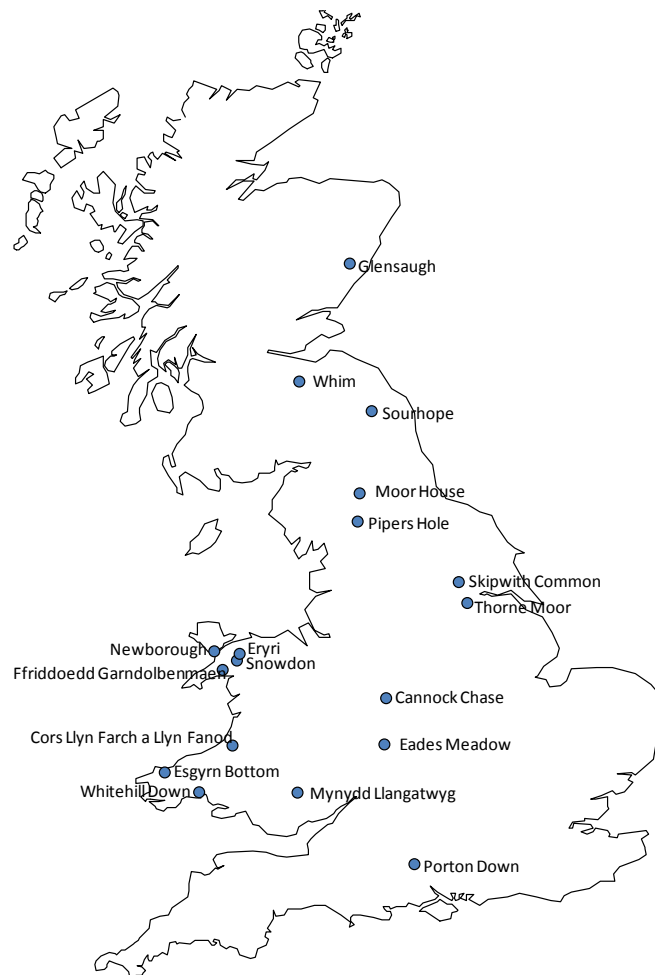 Glensaugh
Whim
Sourhope
Moor House
Pipers Hole
Skipwith Common
Thorne Moor
Newborough
Eryri
Snowdon
Ffriddoedd Garndolbenmaen
Cannock Chase
Cors Llyn Farch a Llyn Fanod
Eades Meadow
Esgyrn Bottom
Whitehill Down
Mynydd Llangatwyg
Porton Down